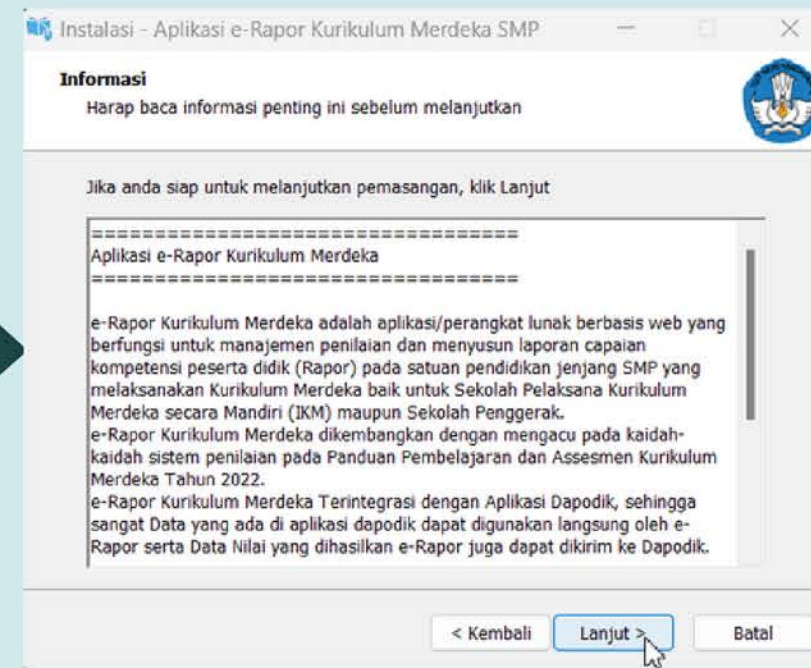 Instalasi - Aplikasi e-Rapor Kurikulum Merdeka SMP
Informasi
Harap baca informasi penting ini sebelum melanjutkan
Jika anda siap untuk melanjutkan pemasangan, klik Lanjut
==================================
Aplikasi e-Rapor Kurikulum Merdeka
==================================
e-Rapor Kurikulum Merdeka adalah aplikasi/perangkat lunak berbasis web yang
berfungsi untuk manajemen penilaian dan menyusun laporan capaian
kompetensi peserta didik (Rapor) pada satuan pendidikan jenjang SMP yang
melaksanakan Kurikulum Merdeka baik untuk Sekolah Pelaksana Kurikulum
Merdeka secara Mandiri (IKM) maupun Sekolah Penggerak.
e-Rapor Kurikulum Merdeka dikembangkan dengan mengacu pada kaidah-
kaidah sistem penilaian pada Panduan Pembelajaran dan Assesmen Kurikulum
Merdeka Tahun 2022.
e-Rapor Kurikulum Merdeka Terintegrasi dengan Aplikasi Dapodik, sehingga
sangat Data yang ada di aplikasi dapodik dapat digunakan langsung oleh e-
Rapor serta Data Nilai yang dihasilkan e-Rapor juga dapat dikirim ke Dapodik.
< Kembali
Lanjut >
Batal